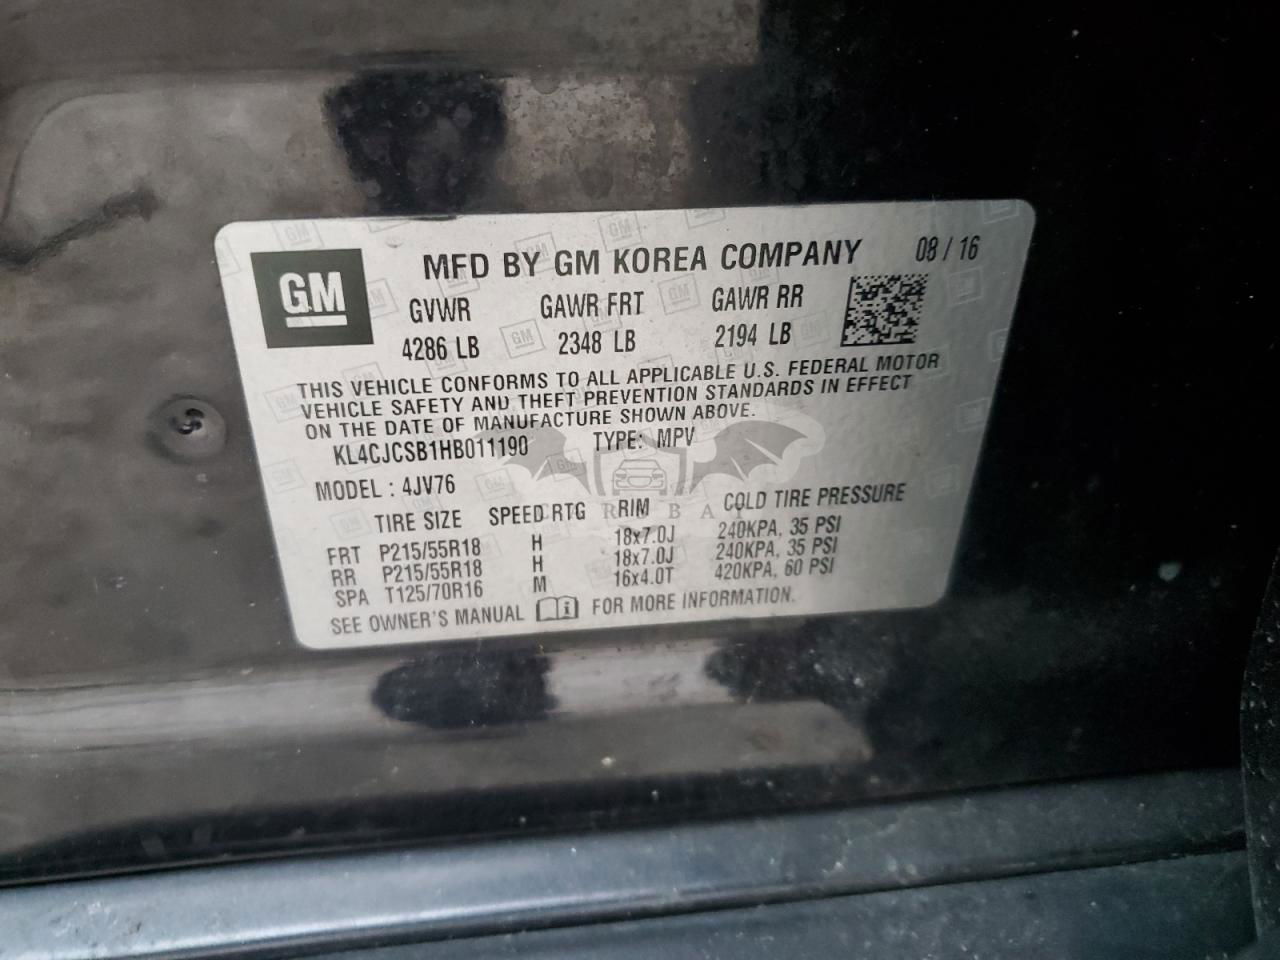 GM
MFD BY GM KOREA COMPANY 08 / 16
GVWR GAWR FRT GAWR RR
4286 LB 2348 LB 2194 LB
THIS VEHICLE CONFORMS TO ALL APPLICABLE U.S. FEDERAL MOTOR
VEHICLE SAFETY AND THEFT PREVENTION STANDARDS IN EFFECT
ON THE DATE OF MANUFACTURE SHOWN ABOVE.
KL4CJCSB1HB011190 TYPE: MPV
MODEL : 4JV76
TIRE SIZE SPEED RTG RIM COLD TIRE PRESSURE
FRT P215/55R18 H 18x7.0J 240KPA, 35 PSI
RR P215/55R18 H 18x7.0J 240KPA, 35 PSI
SPA T125/70R16 M 16x4.0T 420KPA, 60 PSI
SEE OWNER'S MANUAL FOR MORE INFORMATION.